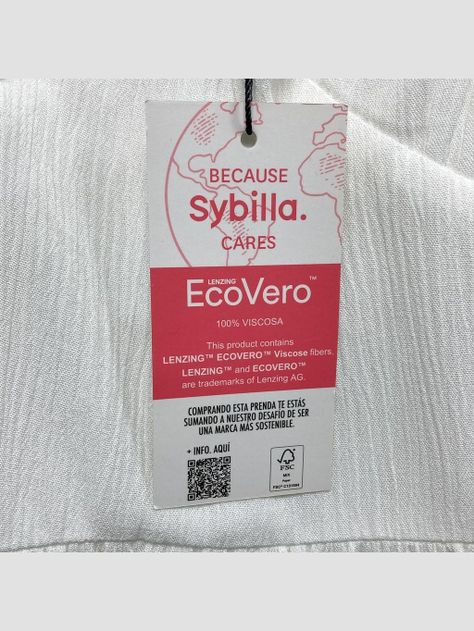 BECAUSE
Sybilla.
CARES
LENZING
EcoVero™
100% VISCOSA
This product contains
LENZING™ ECOVERO™ Viscose fibers.
LENZING™ and ECOVERO™
are trademarks of Lenzing AG.
COMPRANDO ESTA PRENDA TE ESTÁS
SUMANDO A NUESTRO DESAFÍO DE SER
UNA MARCA MÁS SOSTENIBLE.
+ INFO. AQUÍ
FSC
MIX
Paper